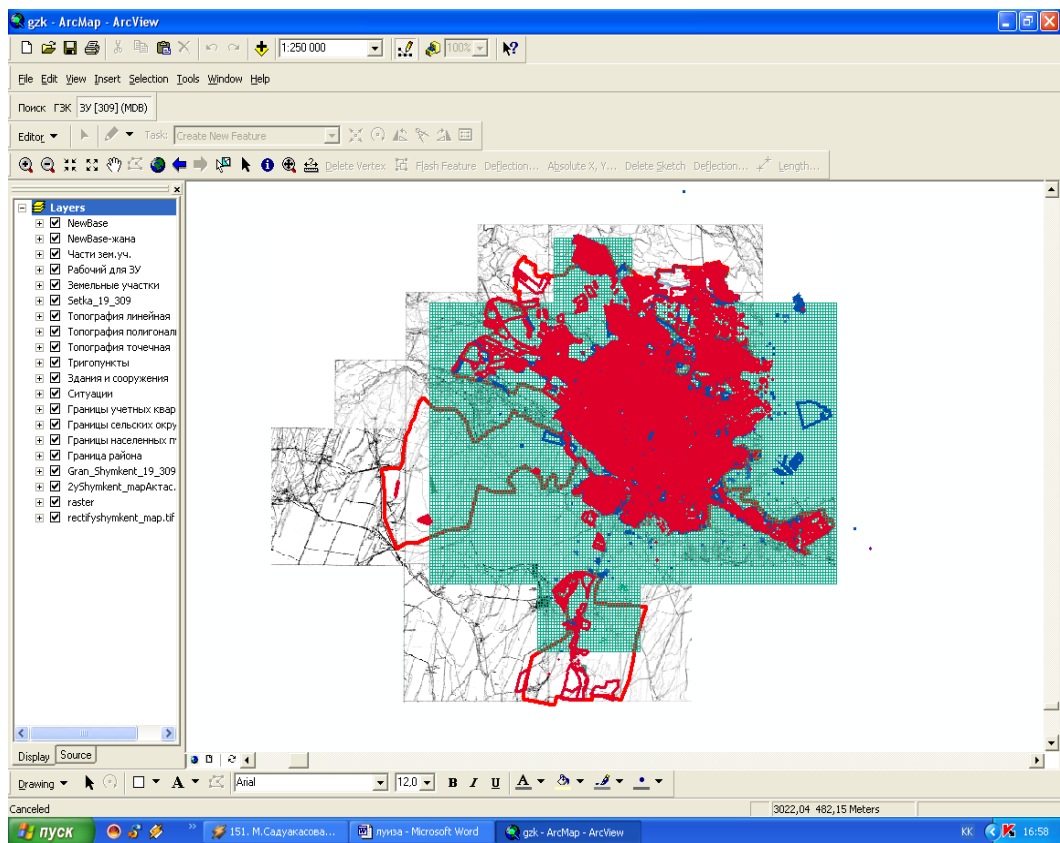 gzk - ArcMap - ArcView
1:250 000
100%
File Edit View Insert Selection Tools Window Help
Поиск ГЗК ЗУ [309] (MDB)
Editor Task: Create New Feature
Delete Vertex Flash Feature Deflection... Absolute X, Y... Delete Sketch Deflection... Length...
Layers
NewBase
NewBase-жана
Части зем.уч.
Рабочий для ЗУ
Земельные участки
Setka_19_309
Топография линейная
Топография полигонал
Топография точечная
Тригопункты
Здания и сооружения
Ситуации
Границы учетных квар
Границы сельских окру
Границы населенных п
Граница района
Gran_Shymkent_19_309
2yShymkent_mapАктас.
raster
rectifyshymkent_map.tif
Display Source
Drawing A Arial 12,0 B I U A
Canceled 3022,04 482,15 Meters
пуск » 151. М.Садуакасова... луиза - Microsoft Word gzk - ArcMap - ArcView KK 16:58